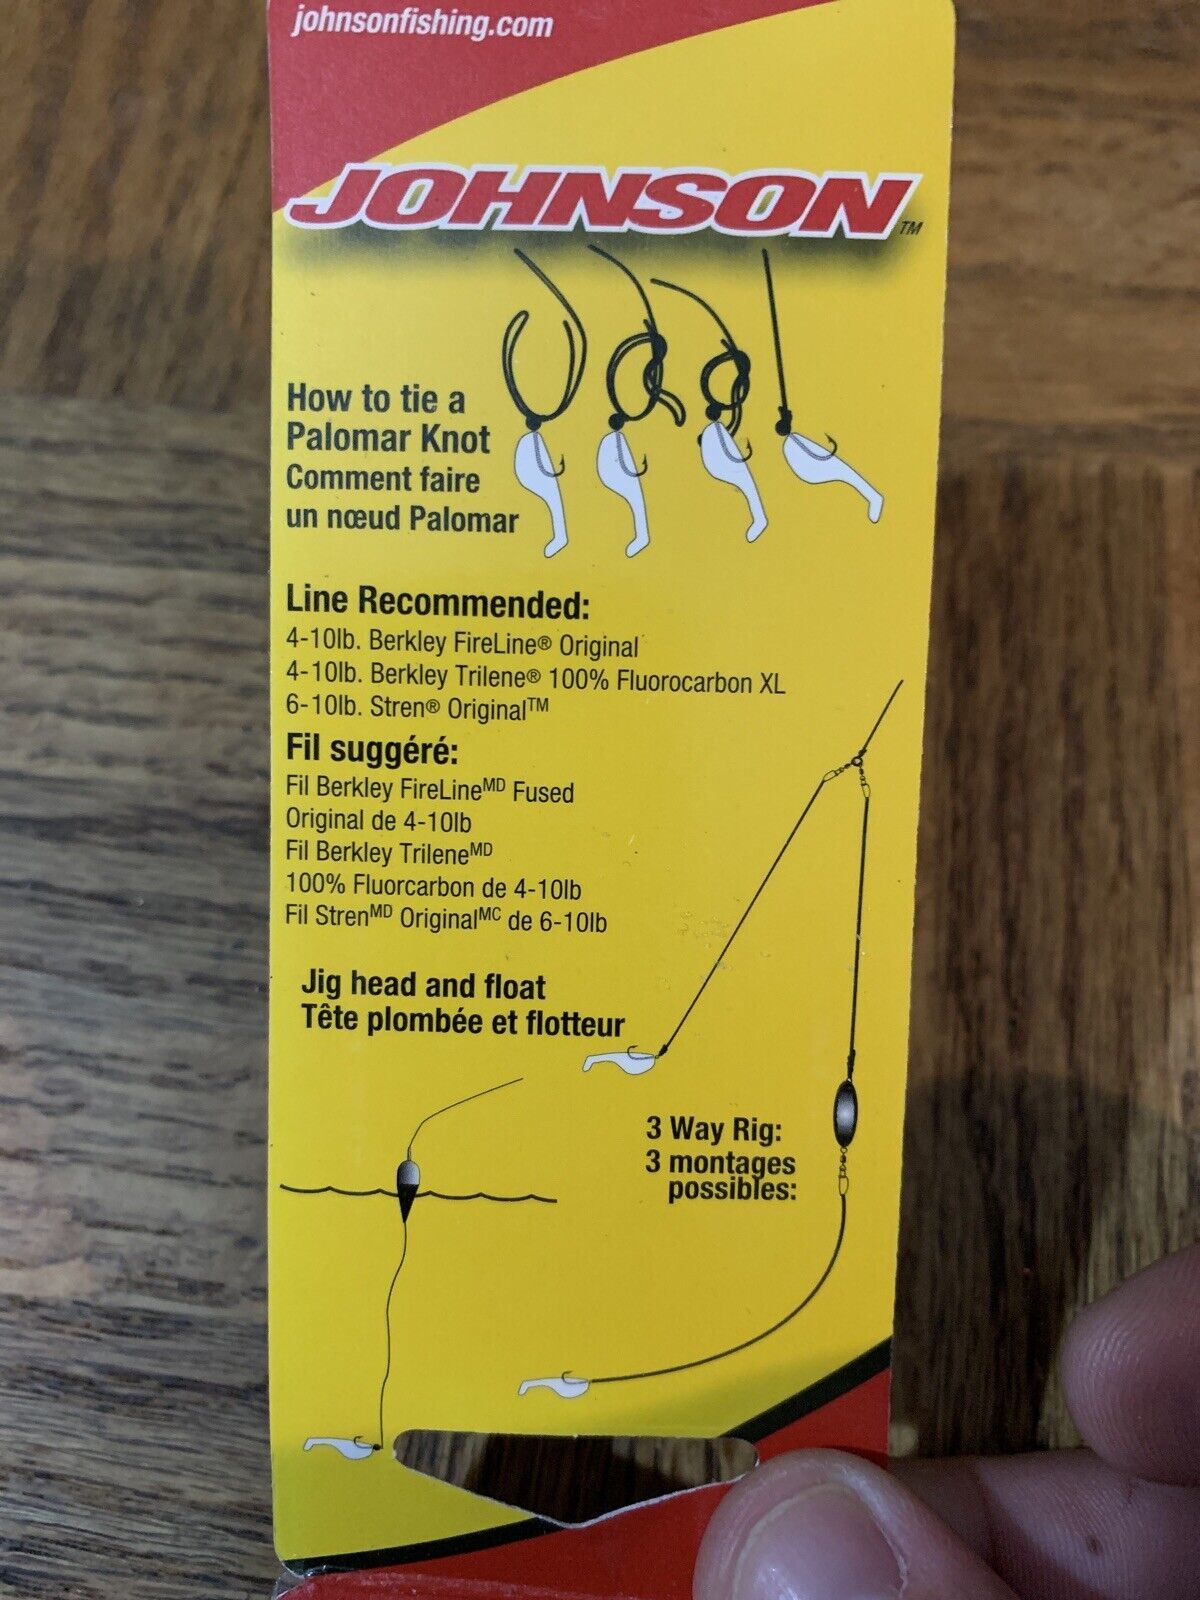 johnsonfishing.com
JOHNSON™
How to tie a
Palomar Knot
Comment faire
un nœud Palomar
Line Recommended:
4-10lb. Berkley FireLine® Original
4-10lb. Berkley Trilene® 100% Fluorocarbon XL
6-10lb. Stren® Original™
Fil suggéré:
Fil Berkley FireLineMD Fused
Original de 4-10lb
Fil Berkley TrileneMD
100% Fluorcarbon de 4-10lb
Fil StrenMD OriginalMC de 6-10lb
Jig head and float
Tête plombée et flotteur
3 Way Rig:
3 montages
possibles: